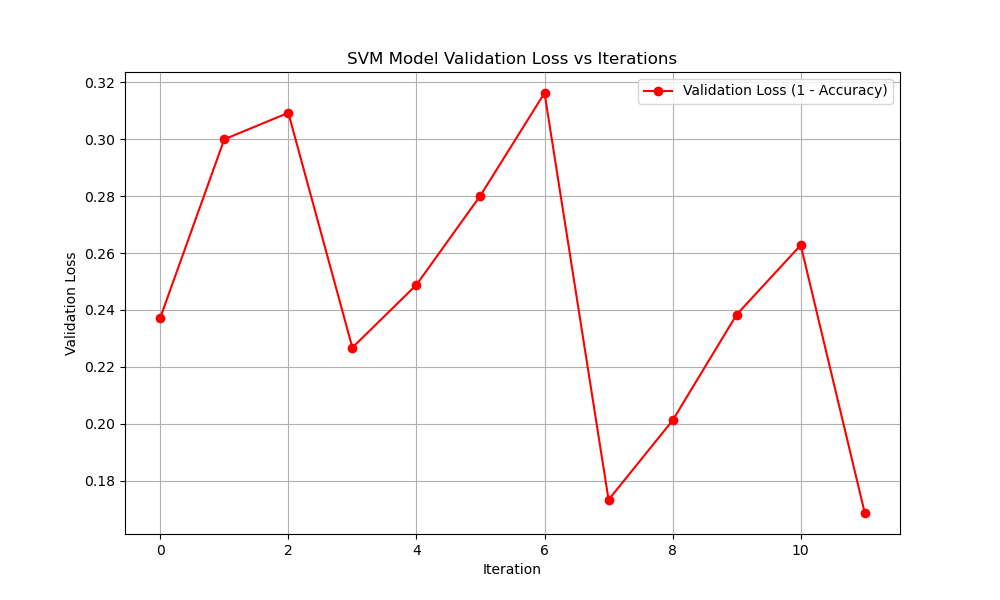 SVM Model Validation Loss vs Iterations
Validation Loss (1 - Accuracy)
0.32
0.30
0.28
0.26
0.24
0.22
0.20
0.18
Validation Loss
0 2 4 6 8 10
Iteration